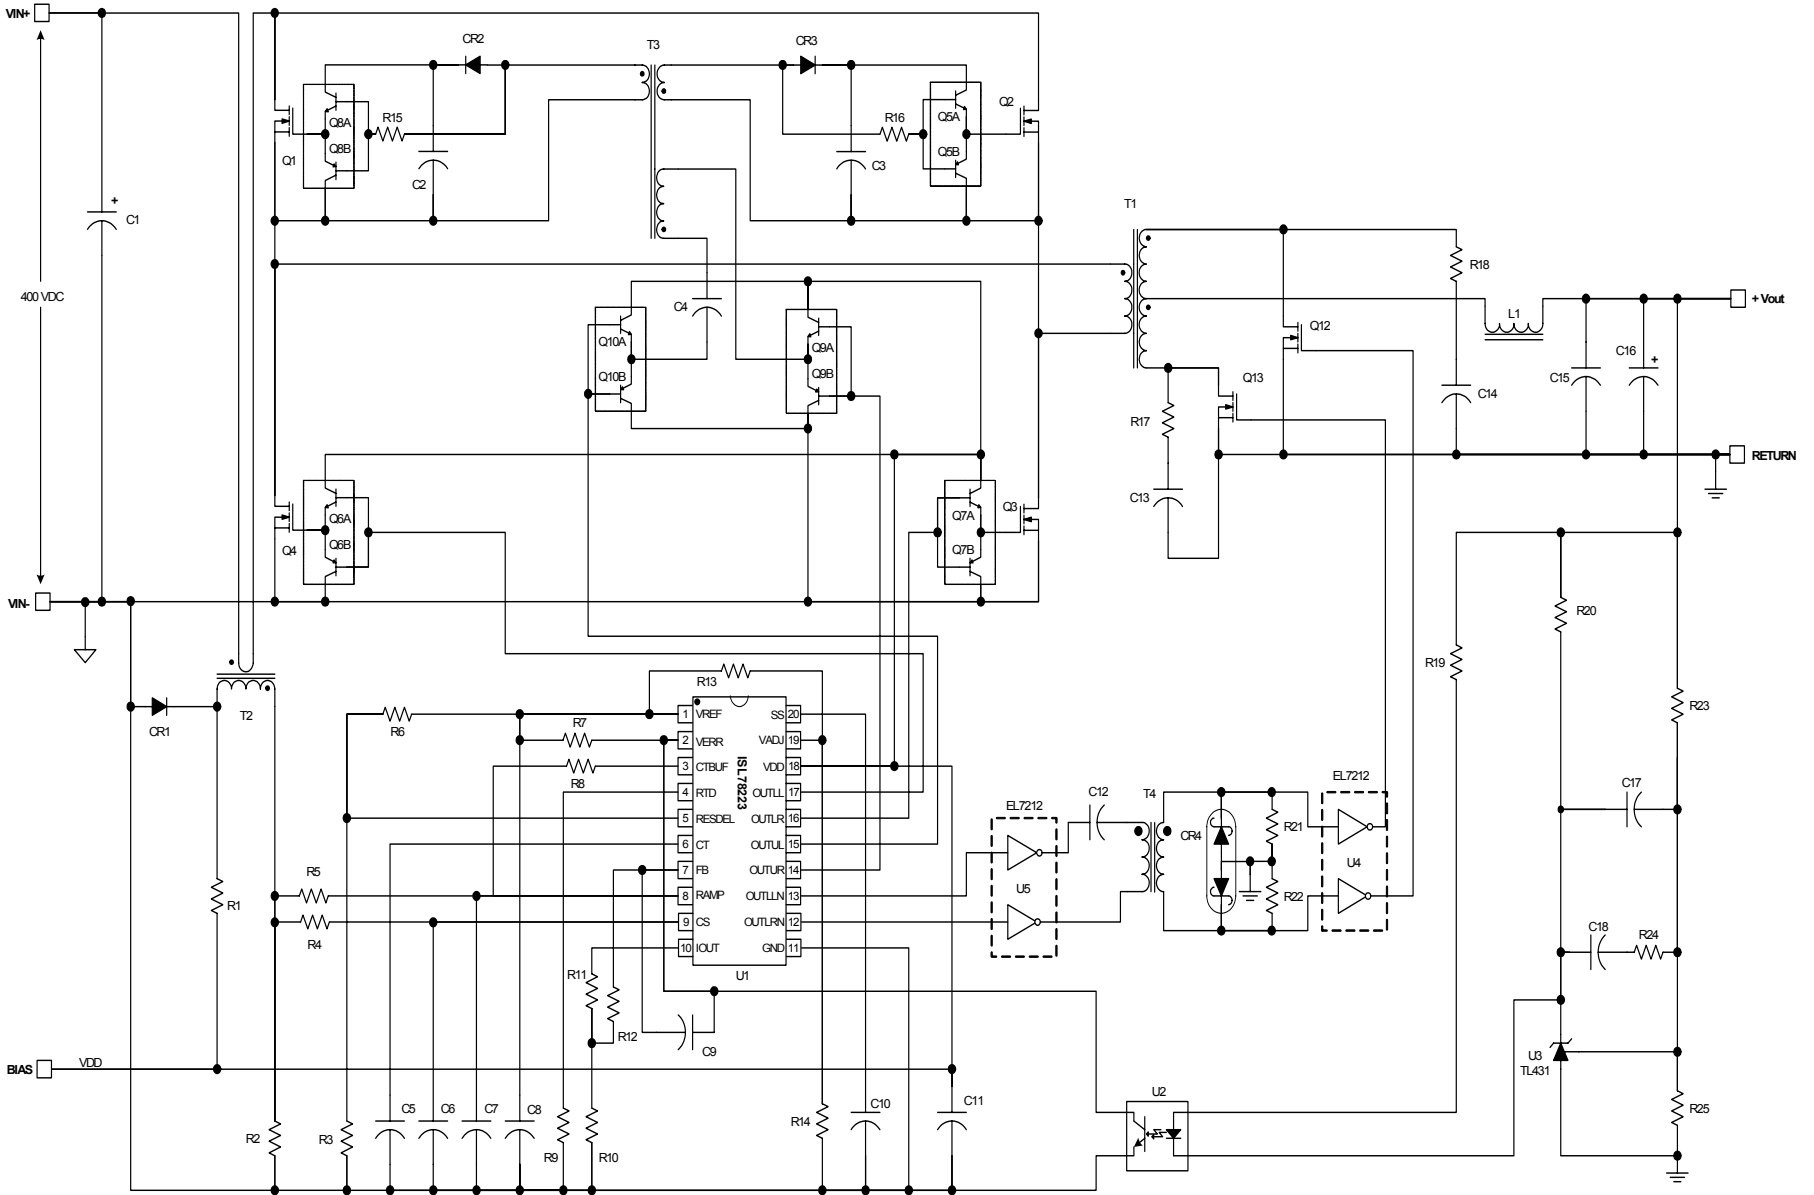 VIN+
CR2
T3
CR3
Q8A
Q8B
R15
Q1
C2
R16
C3
Q5A
Q5B
Q2
+
C1
T1
400 VDC
C4
R18
+ Vout
L1
Q10A
Q10B
Q9A
Q9B
Q12
C16
+
C15
Q13
C14
R17
RETURN
C13
Q6A
Q6B
Q4
Q7A
Q7B
Q3
VIN-
R20
R19
R13
T2
CR1
R6
R7
R8
1 VREF
2 VERR
3 CTBUF
4 RTD
5 RESDEL
6 CT
7 FB
8 RAMP
9 CS
10 IOUT
ISL78223
SS 20
VADJ 19
VDD 18
OUTLL 17
OUTLR 16
OUTUL 15
OUTUR 14
OUTLLN 13
OUTLRN 12
GND 11
U1
R23
EL7212
C12
T4
EL7212
C17
CR4
R21
R22
U4
U5
R5
R4
R1
C18
R24
R11
R12
C9
U3
TL431
BIAS
VDD
U2
C5
C6
C7
C8
C10
C11
R25
R2
R3
R9
R10
R14